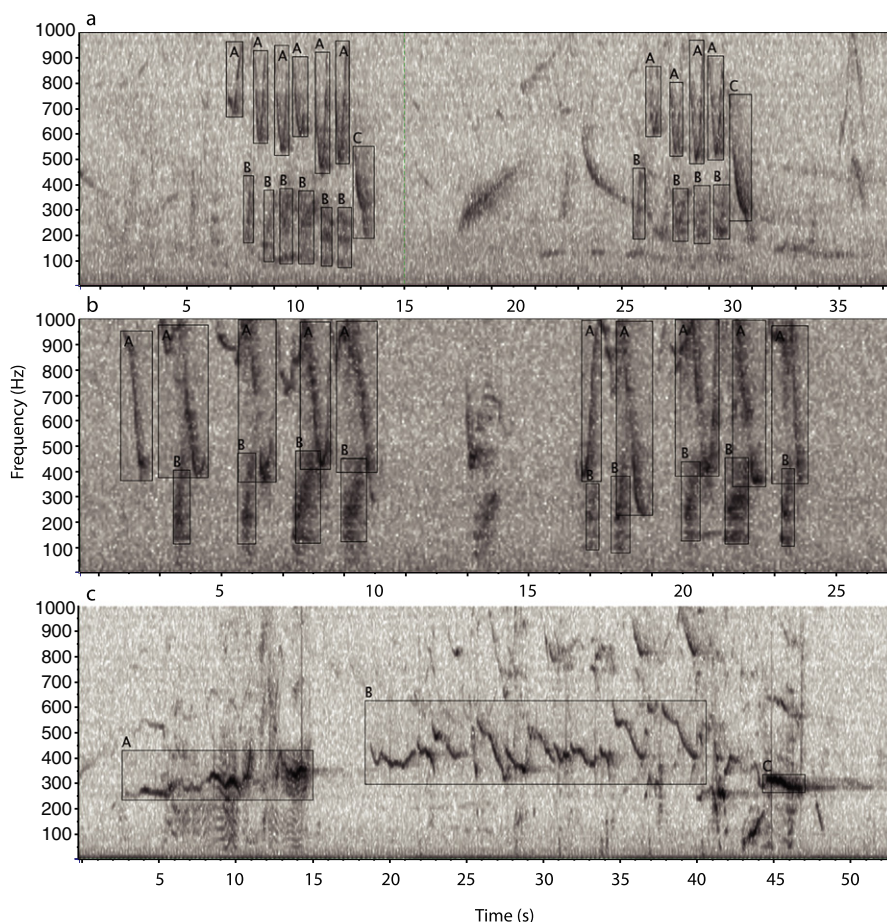 a
1000
900
800
700
600
500
400
300
200
100
A A A A A A
C
B B B B B B
A A A A
C
B B B B
5 10 15 20 25 30 35
b
1000
900
800
700
600
500
400
300
200
100
A A A A A
B B B B
A A A A A
B B B B B
5 10 15 20 25
Frequency (Hz)
c
1000
900
800
700
600
500
400
300
200
100
A
B
C
5 10 15 20 25 30 35 40 45 50
Time (s)